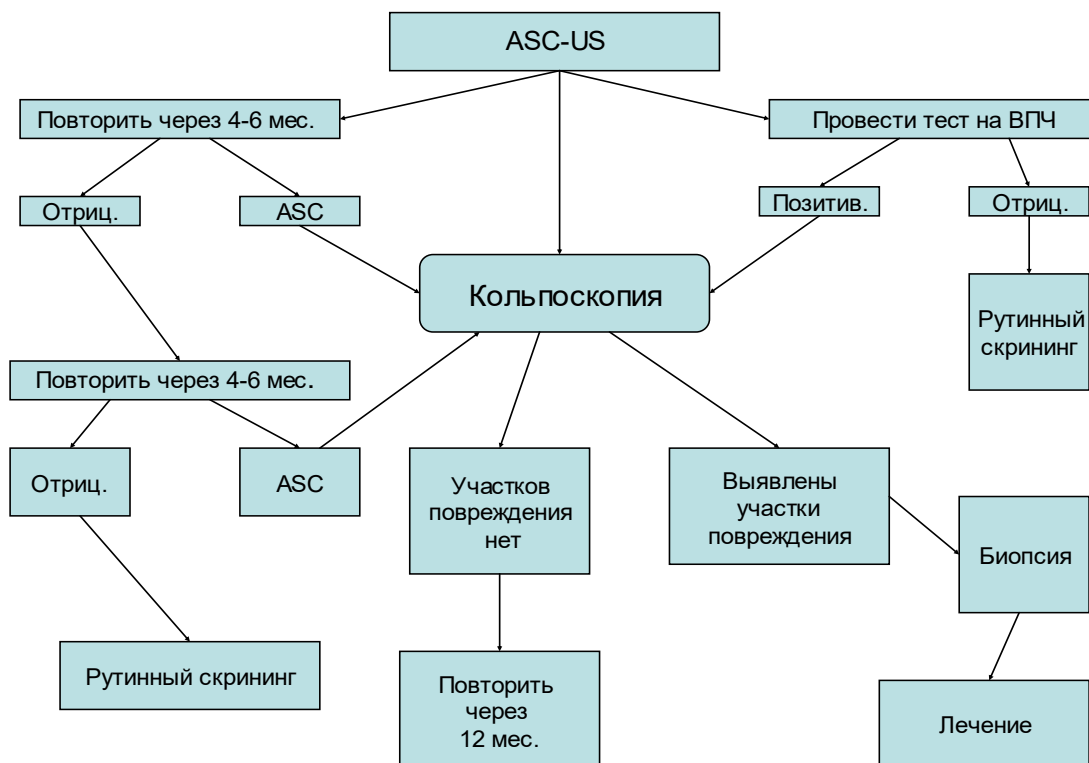 ASC-US
Повторить через 4-6 мес.
Провести тест на ВПЧ
Отриц.
ASC
Позитив.
Отриц.
Кольпоскопия
Рутинный
скрининг
Повторить через 4-6 мес.
Отриц.
ASC
Участков
повреждения
нет
Выявлены
участки
повреждения
Биопсия
Рутинный скрининг
Повторить
через
12 мес.
Лечение